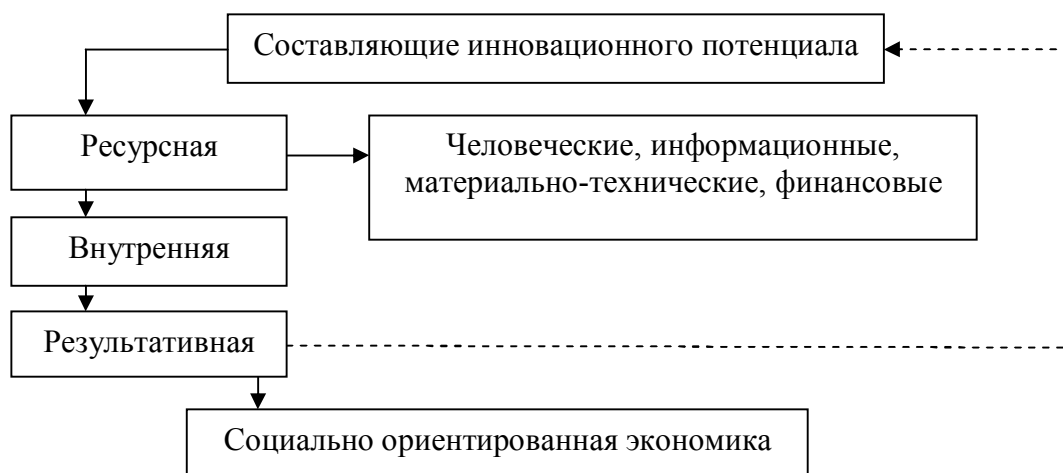 Составляющие инновационного потенциала
Ресурсная
Человеческие, информационные,
материально-технические, финансовые
Внутренняя
Результативная
Социально ориентированная экономика